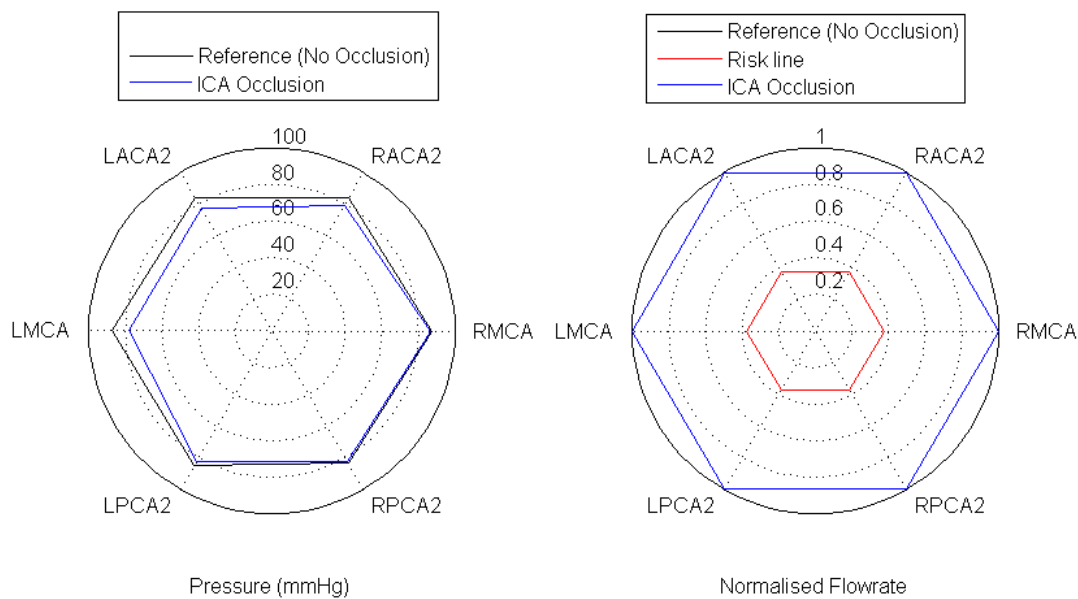 Reference (No Occlusion)
ICA Occlusion
100
80
60
40
20
LACA2
RACA2
LMCA
RMCA
LPCA2
RPCA2
Pressure (mmHg)
Reference (No Occlusion)
Risk line
ICA Occlusion
1
0.8
0.6
0.4
0.2
LACA2
RACA2
LMCA
RMCA
LPCA2
RPCA2
Normalised Flowrate